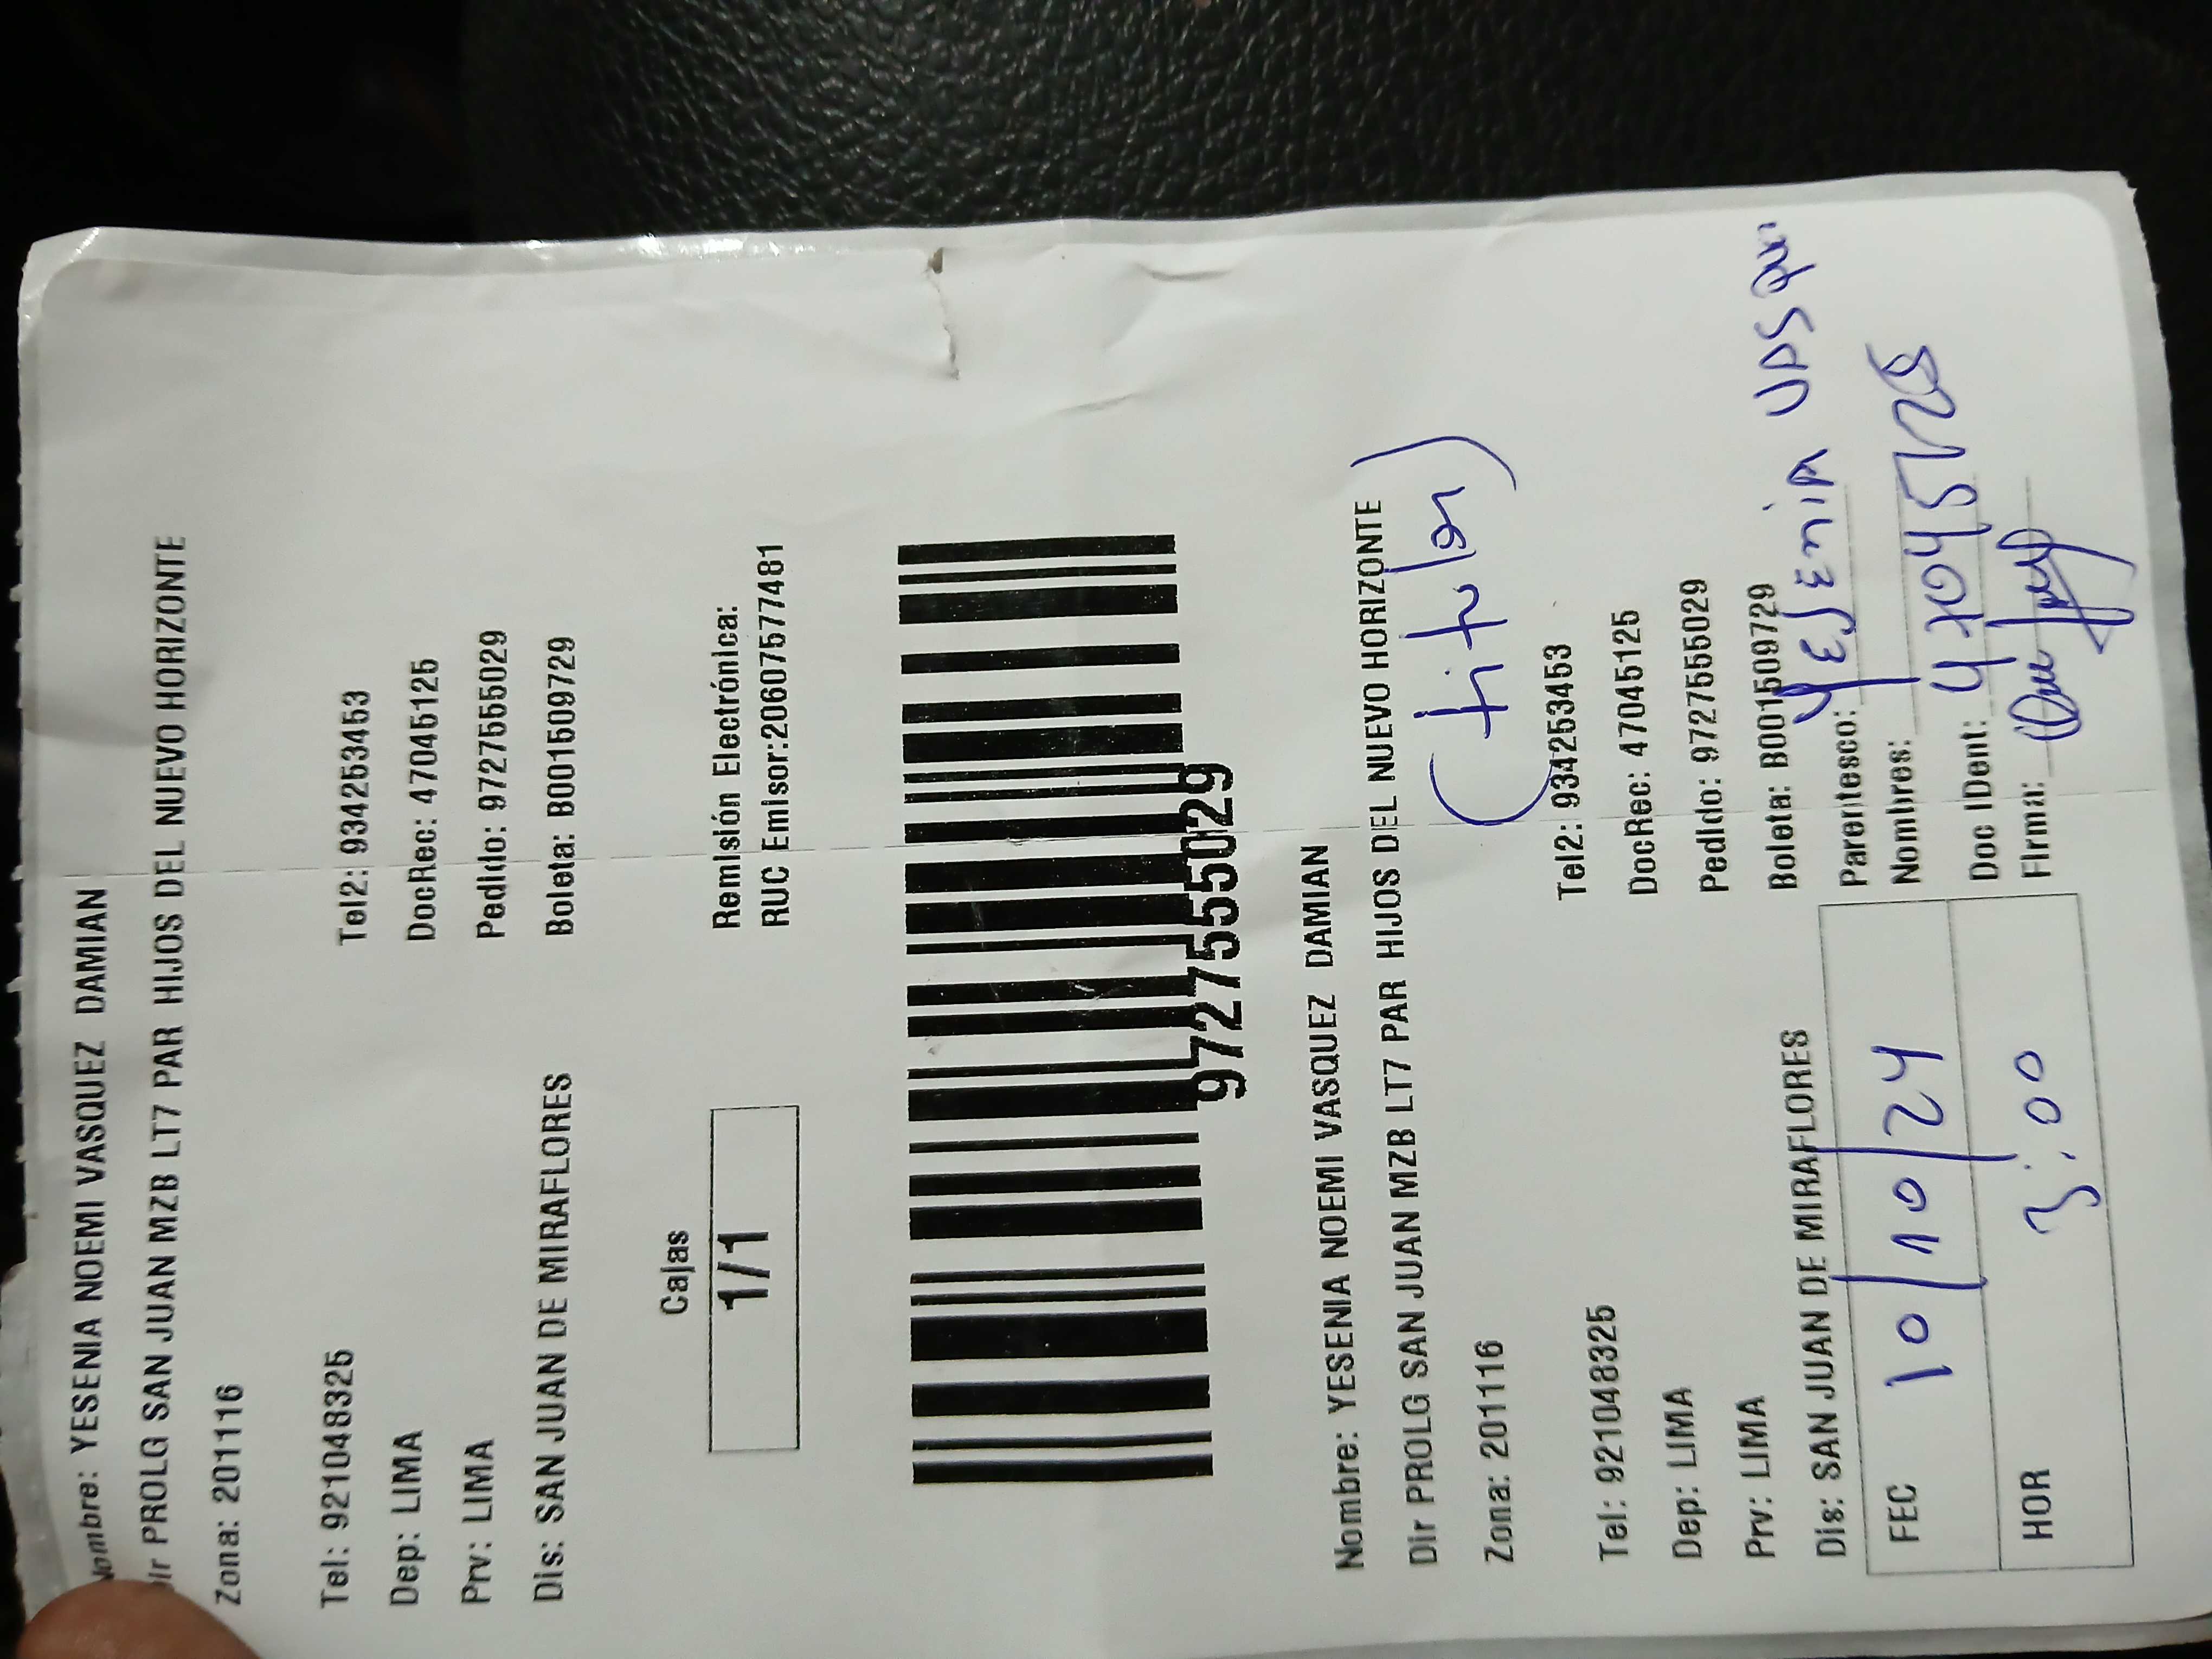 Nombre: YESENIA NOEMI VASQUEZ DAMIAN
Dir PROLG SAN JUAN MZB LT7 PAR HIJOS DEL NUEVO HORIZONTE
Zona: 201116
Tel: 921048325 Tel2: 934253453
Dep: LIMA DocRec: 47045125
Prv: LIMA Pedido: 9727555029
Dis: SAN JUAN DE MIRAFLORES Boleta: B001509729
Cajas
1/1
Remisión Electrónica:
RUC Emisor:20607577481
9727555029
Nombre: YESENIA NOEMI VASQUEZ DAMIAN
Dir PROLG SAN JUAN MZB LT7 PAR HIJOS DEL NUEVO HORIZONTE
Zona: 201116 (titular)
Tel: 921048325 Tel2: 934253453
Dep: LIMA DocRec: 47045125
Prv: LIMA Pedido: 9727555029
Dis: SAN JUAN DE MIRAFLORES Boleta: B001509729
FEC 10/10/24
HOR 3:00
Parentesco: YESENIA
Nombres:
Doc IDent: 47045125
Firma: